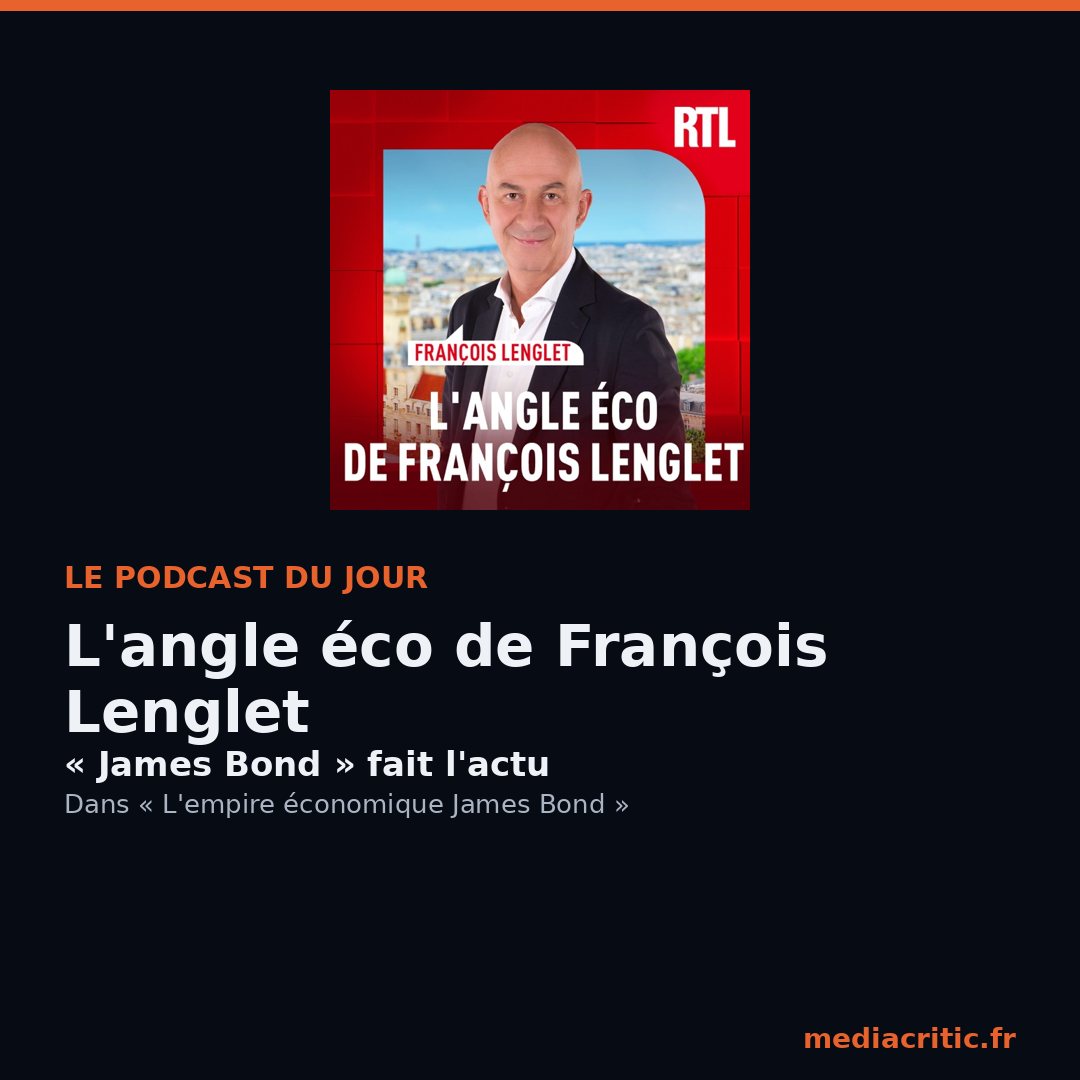 RTL
FRANÇOIS LENGLET
L'ANGLE ÉCO
DE FRANÇOIS LENGLET
LE PODCAST DU JOUR
L'angle éco de François
Lenglet
« James Bond » fait l'actu
Dans « L'empire économique James Bond »
mediacritic.fr